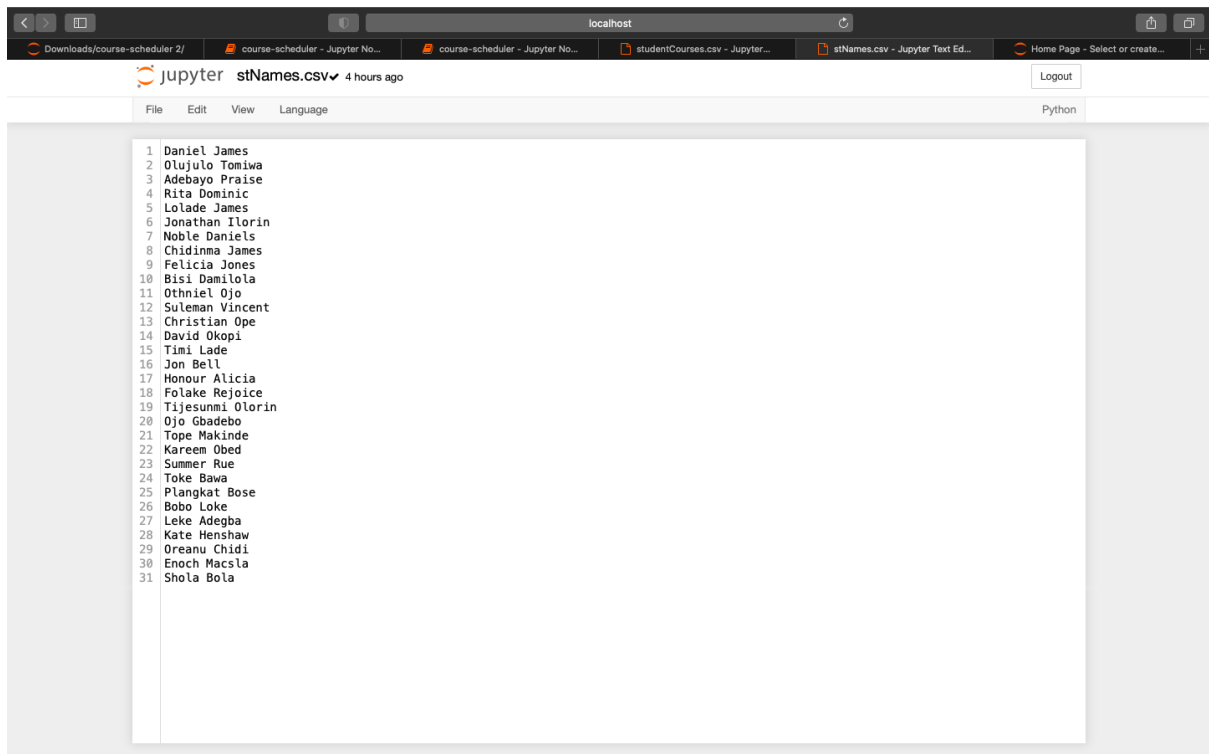 localhost
Downloads/course-scheduler 2/
course-scheduler - Jupyter No...
course-scheduler - Jupyter No...
studentCourses.csv - Jupyter...
stNames.csv - Jupyter Text Ed...
Home Page - Select or create...
jupyter stNames.csv✔ 4 hours ago
Logout
File Edit View Language
Python
1 Daniel James
2 Olujulo Tomiwa
3 Adebayo Praise
4 Rita Dominic
5 Lolade James
6 Jonathan Ilorin
7 Noble Daniels
8 Chidinma James
9 Felicia Jones
10 Bisi Damilola
11 Othniel Ojo
12 Suleman Vincent
13 Christian Ope
14 David Okopi
15 Timi Lade
16 Jon Bell
17 Honour Alicia
18 Folake Rejoice
19 Tijesunmi Olorin
20 Ojo Gbadebo
21 Tope Makinde
22 Kareem Obed
23 Summer Rue
24 Toke Bawa
25 Plangkat Bose
26 Bobo Loke
27 Leke Adegba
28 Kate Henshaw
29 Oreanu Chidi
30 Enoch Macsla
31 Shola Bola